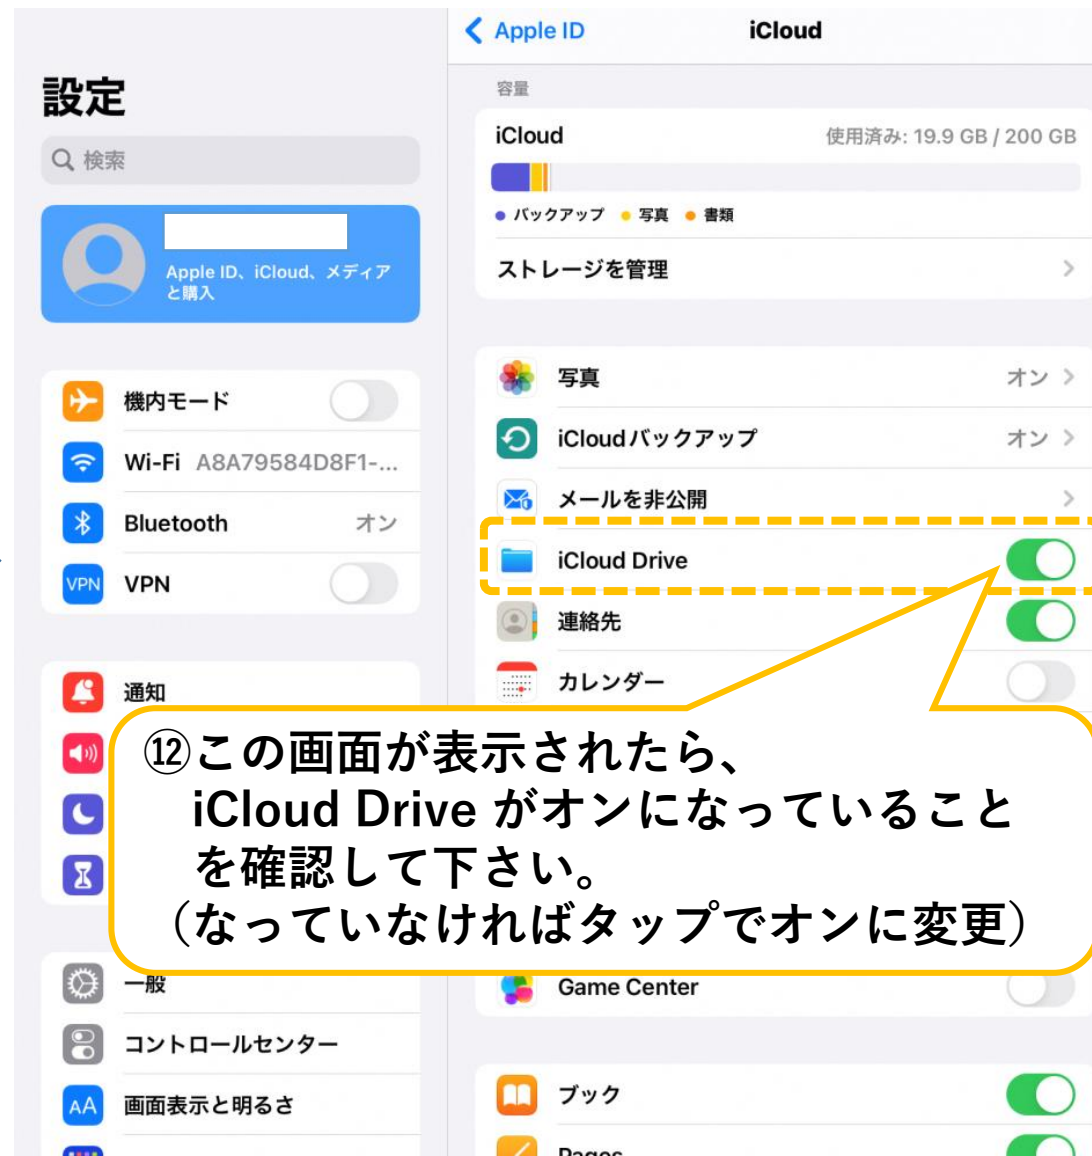 設定
検索
Apple ID、iCloud、メディア
と購入
機内モード
Wi-Fi A8A79584D8F1-...
Bluetooth オン
VPN VPN
通知
一般
コントロールセンター
AA 画面表示と明るさ
Apple ID iCloud
容量
iCloud 使用済み: 19.9 GB / 200 GB
バックアップ 写真 書類
ストレージを管理
写真 オン
iCloudバックアップ オン
メールを非公開
iCloud Drive
連絡先
カレンダー
⑫この画面が表示されたら、
iCloud Drive がオンになっていること
を確認して下さい。
（なっていなければタップでオンに変更）
Game Center
ブック
Pages